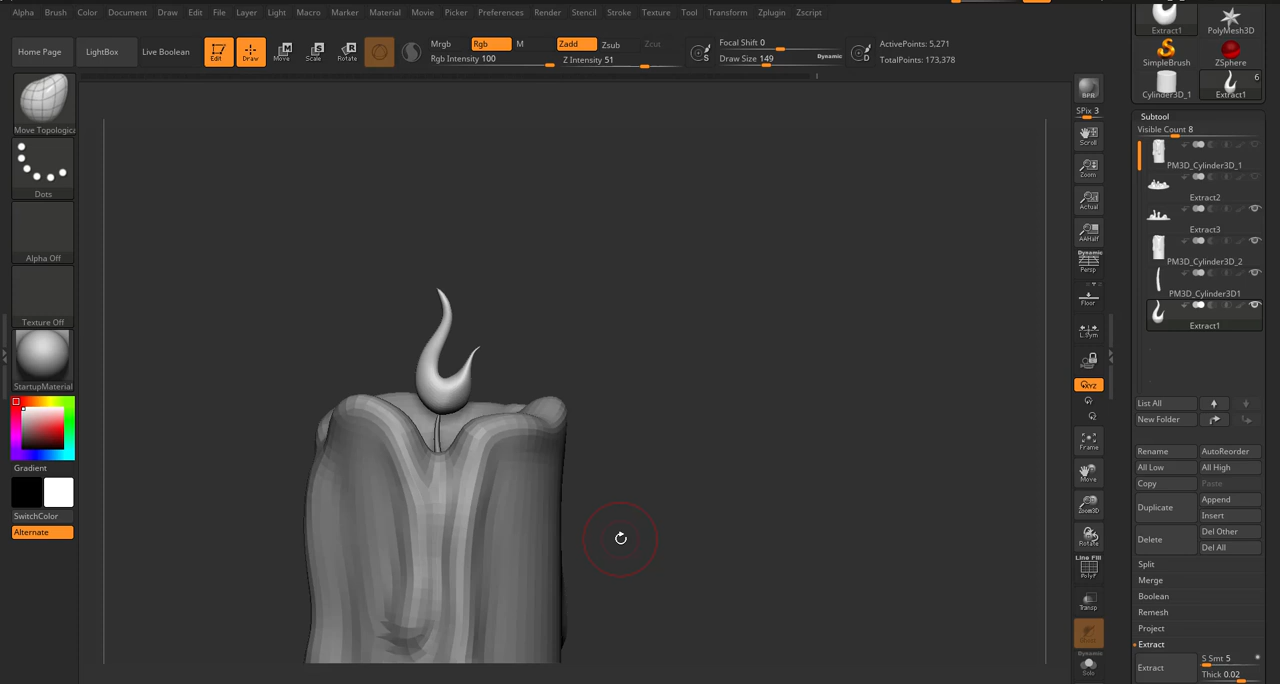 Alpha Brush Color Document Draw Edit File Layer Light Macro Marker Material Movie Picker Preferences Render Stencil Stroke Texture Tool Transform Zplugin Zscript
Home Page LightBox Live Boolean Edit Draw Move Scale Rotate
Mrgb Rgb M Zadd Zsub Zcut
Rgb Intensity 100 Z Intensity 51
S Focal Shift 0
Draw Size 149 Dynamic D
ActivePoints: 5,271
TotalPoints: 173,378
Move Topologica
Dots
Alpha Off
Texture Off
StartupMaterial
Gradient
SwitchColor
Alternate
BPR
SPix 3
Scroll
Zoom
Actual
AAHalf
Dynamic
Persp
Floor
L.Sym
XYZ
Frame
Move
Zoom3D
Rotate
Line Fill
PolyF
Transp
Ghost
Dynamic
Solo
Extract1 PolyMesh3D
SimpleBrush ZSphere
6
Cylinder3D_1 Extract1
Subtool
Visible Count 8
PM3D_Cylinder3D_1
Extract2
Extract3
PM3D_Cylinder3D_2
PM3D_Cylinder3D1
Extract1
List All
New Folder
Rename AutoReorder
All Low All High
Copy Paste
Duplicate Append
Insert
Delete Del Other
Del All
Split
Merge
Boolean
Remesh
Project
Extract
Extract S Smt 5
Thick 0.02